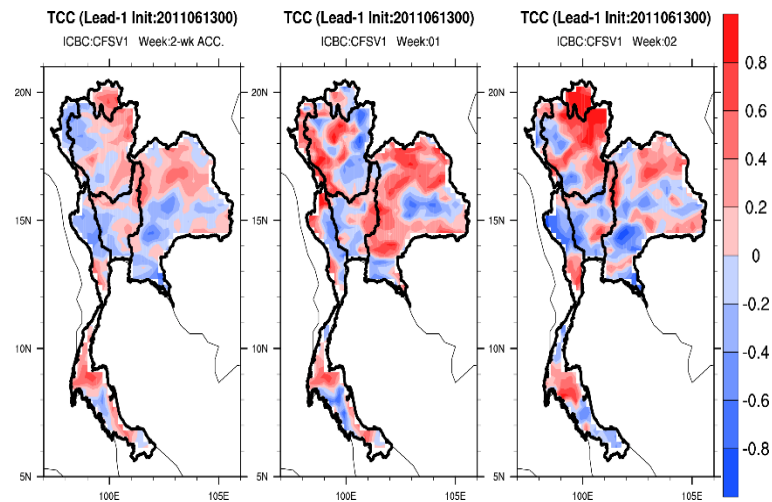 TCC (Lead-1 Init:2011061300)
ICBC:CFSV1 Week:2-wk ACC.
TCC (Lead-1 Init:2011061300)
ICBC:CFSV1 Week:01
TCC (Lead-1 Init:2011061300)
ICBC:CFSV1 Week:02
20N
15N
10N
5N
100E
105E
20N
15N
10N
5N
100E
105E
20N
15N
10N
5N
100E
105E
0.8
0.6
0.4
0.2
0
-0.2
-0.4
-0.6
-0.8